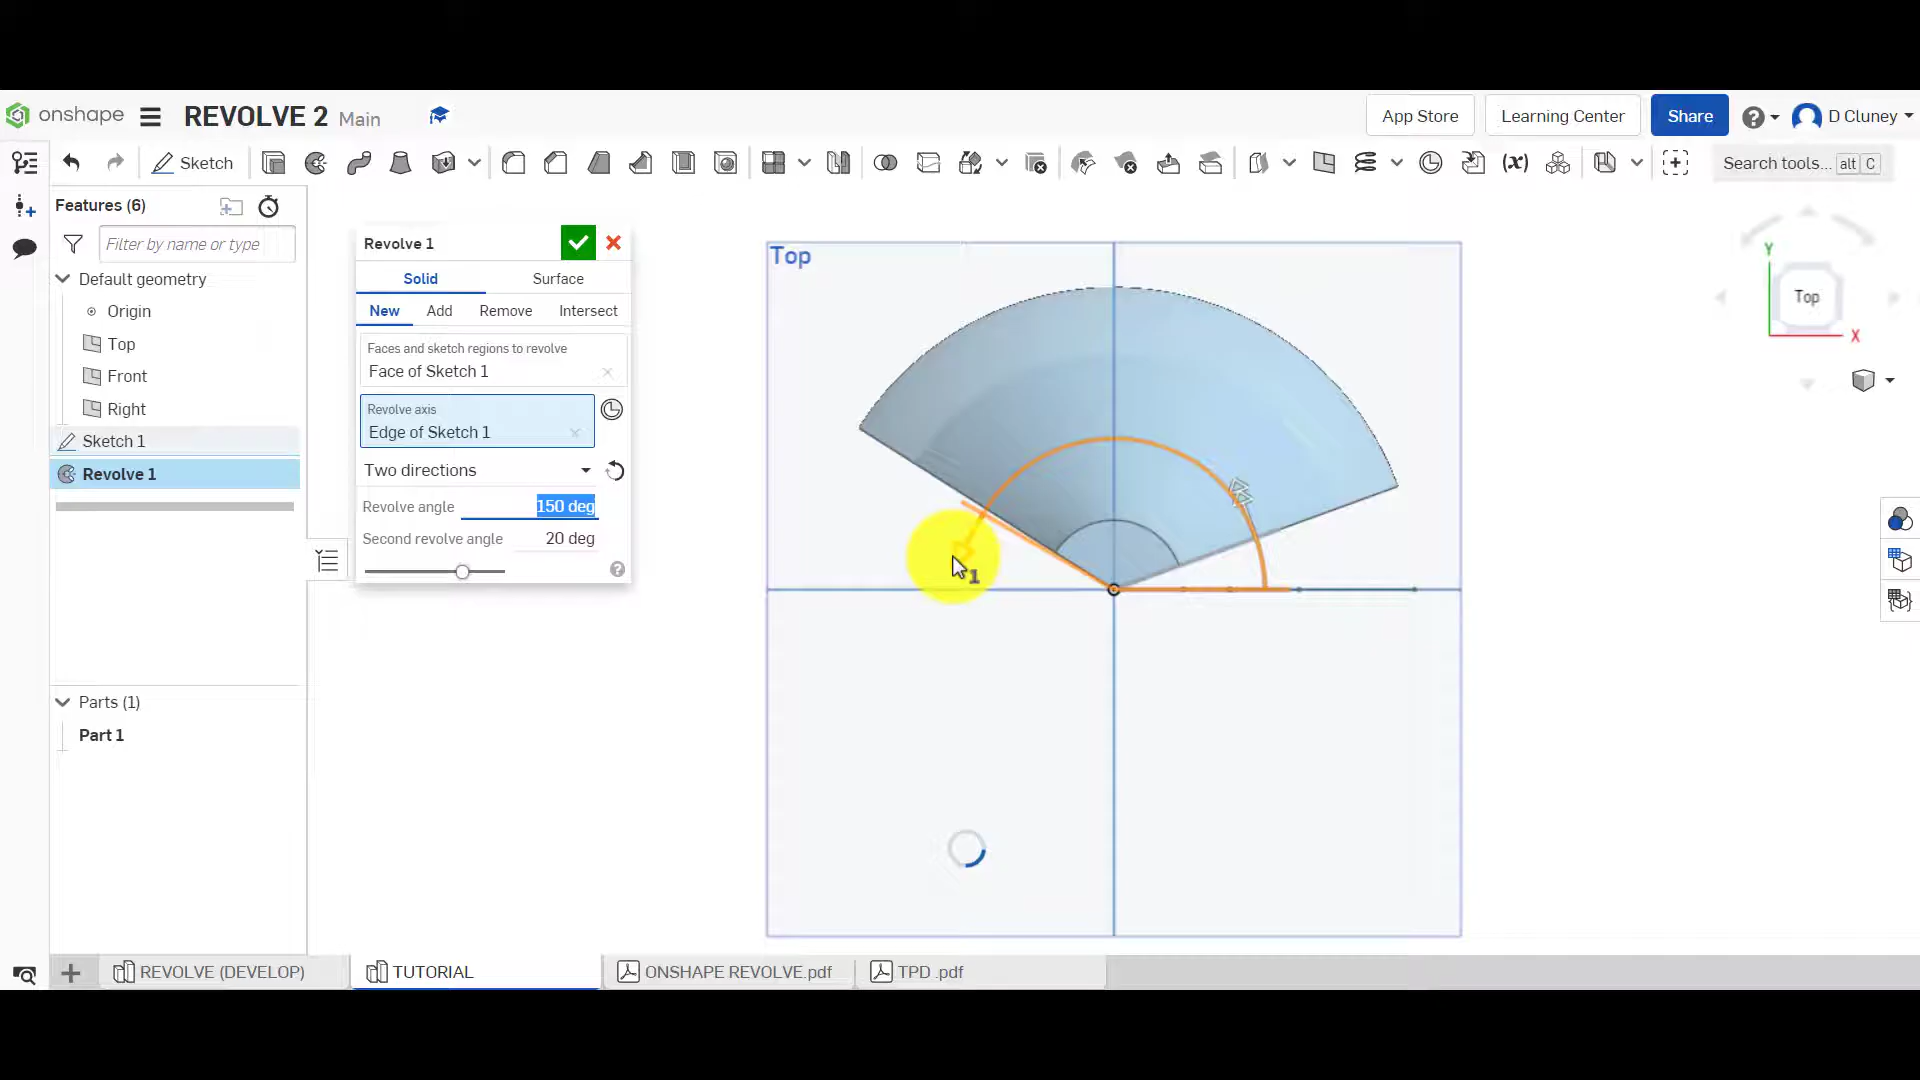 onshape REVOLVE 2 Main App Store Learning Center Share D Cluney
Sketch Search tools... alt C
Features (6)
Filter by name or type
Default geometry
Origin
Top
Front
Right
Sketch 1
Revolve 1
Parts (1)
Part 1
Revolve 1
Solid Surface
New Add Remove Intersect
Faces and sketch regions to revolve
Face of Sketch 1
Revolve axis
Edge of Sketch 1
Two directions
Revolve angle 150 deg
Second revolve angle 20 deg
Top
1
Y
Top
X
REVOLVE (DEVELOP) TUTORIAL ONSHAPE REVOLVE.pdf TPD .pdf